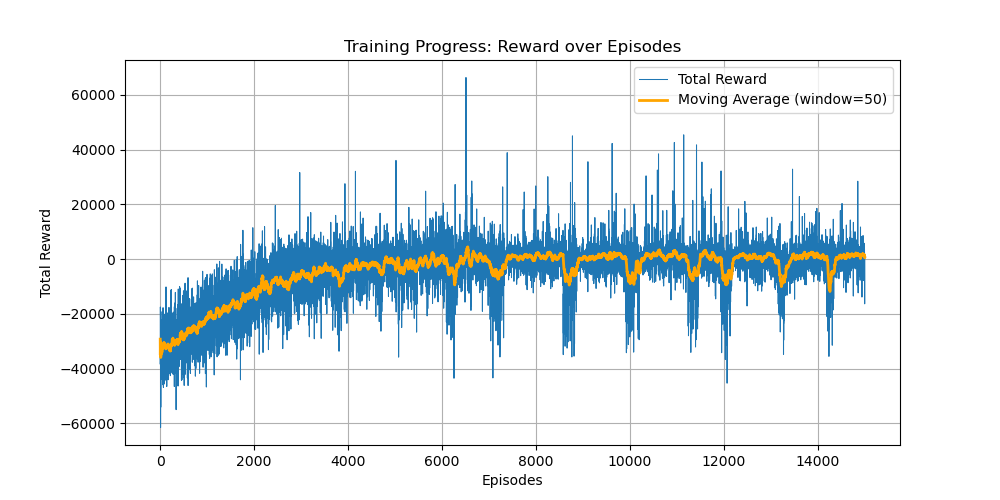 Training Progress: Reward over Episodes
Total Reward
Moving Average (window=50)
60000
40000
20000
0
−20000
−40000
−60000
Total Reward
0 2000 4000 6000 8000 10000 12000 14000
Episodes